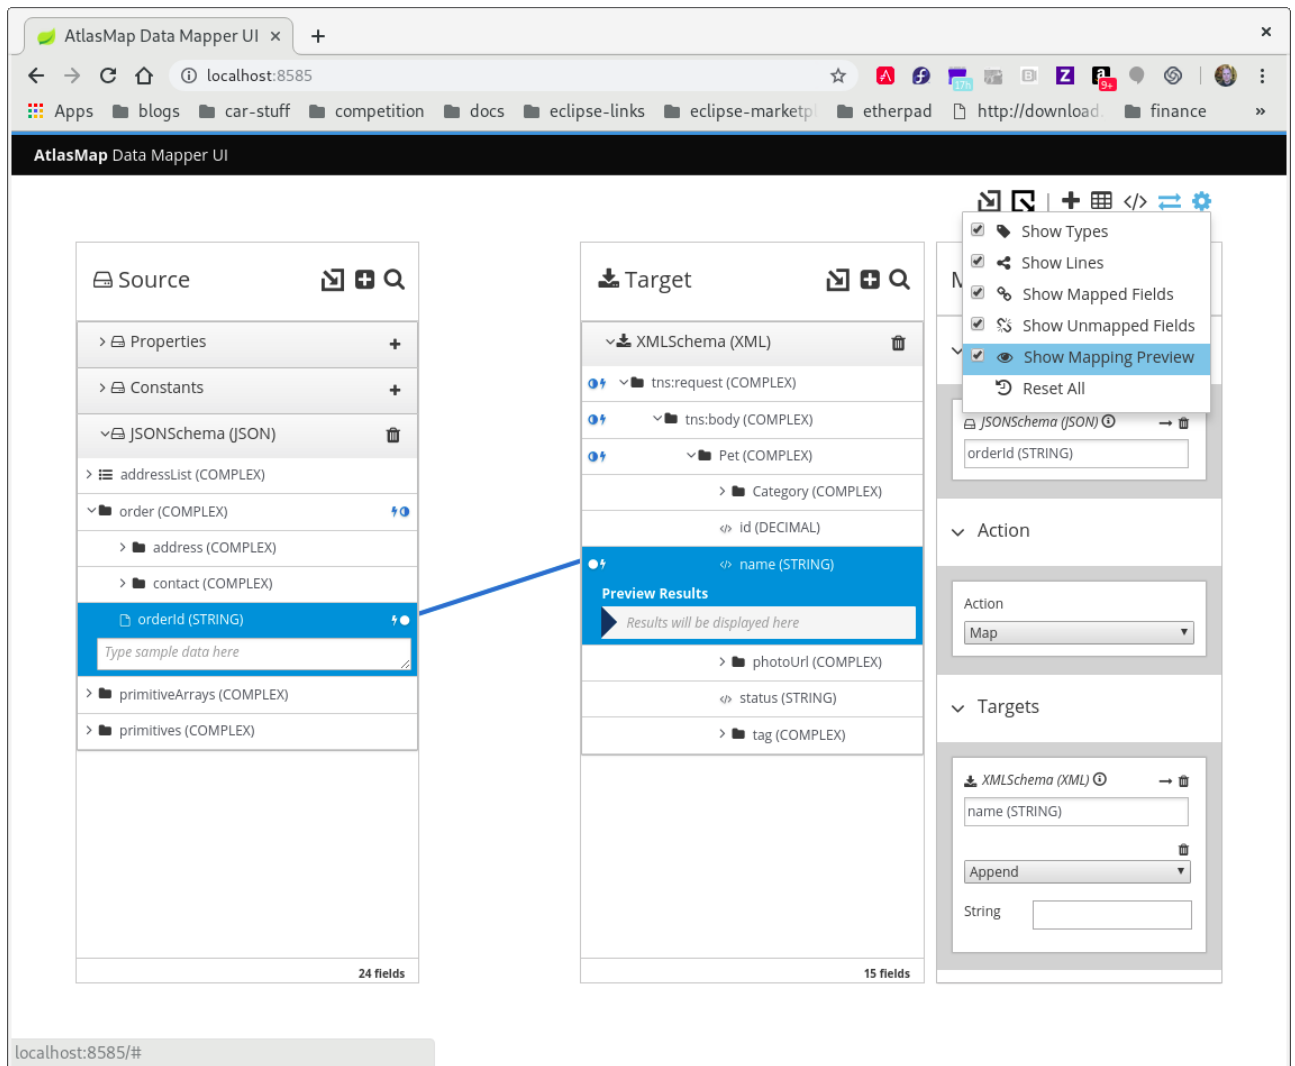 AtlasMap Data Mapper UI
localhost:8585
17h
9+
Apps blogs car-stuff competition docs eclipse-links eclipse-marketpl etherpad http://download. finance »
AtlasMap Data Mapper UI
Show Types
Show Lines
Show Mapped Fields
Show Unmapped Fields
Show Mapping Preview
Reset All
Source
Properties
Constants
JSONSchema (JSON)
addressList (COMPLEX)
order (COMPLEX)
address (COMPLEX)
contact (COMPLEX)
orderId (STRING)
Type sample data here
primitiveArrays (COMPLEX)
primitives (COMPLEX)
24 fields
Target
XMLSchema (XML)
tns:request (COMPLEX)
tns:body (COMPLEX)
Pet (COMPLEX)
Category (COMPLEX)
id (DECIMAL)
name (STRING)
Preview Results
Results will be displayed here
photoUrl (COMPLEX)
status (STRING)
tag (COMPLEX)
15 fields
M
JSONSchema (JSON)
orderId (STRING)
Action
Action
Map
Targets
XMLSchema (XML)
name (STRING)
Append
String
localhost:8585/#